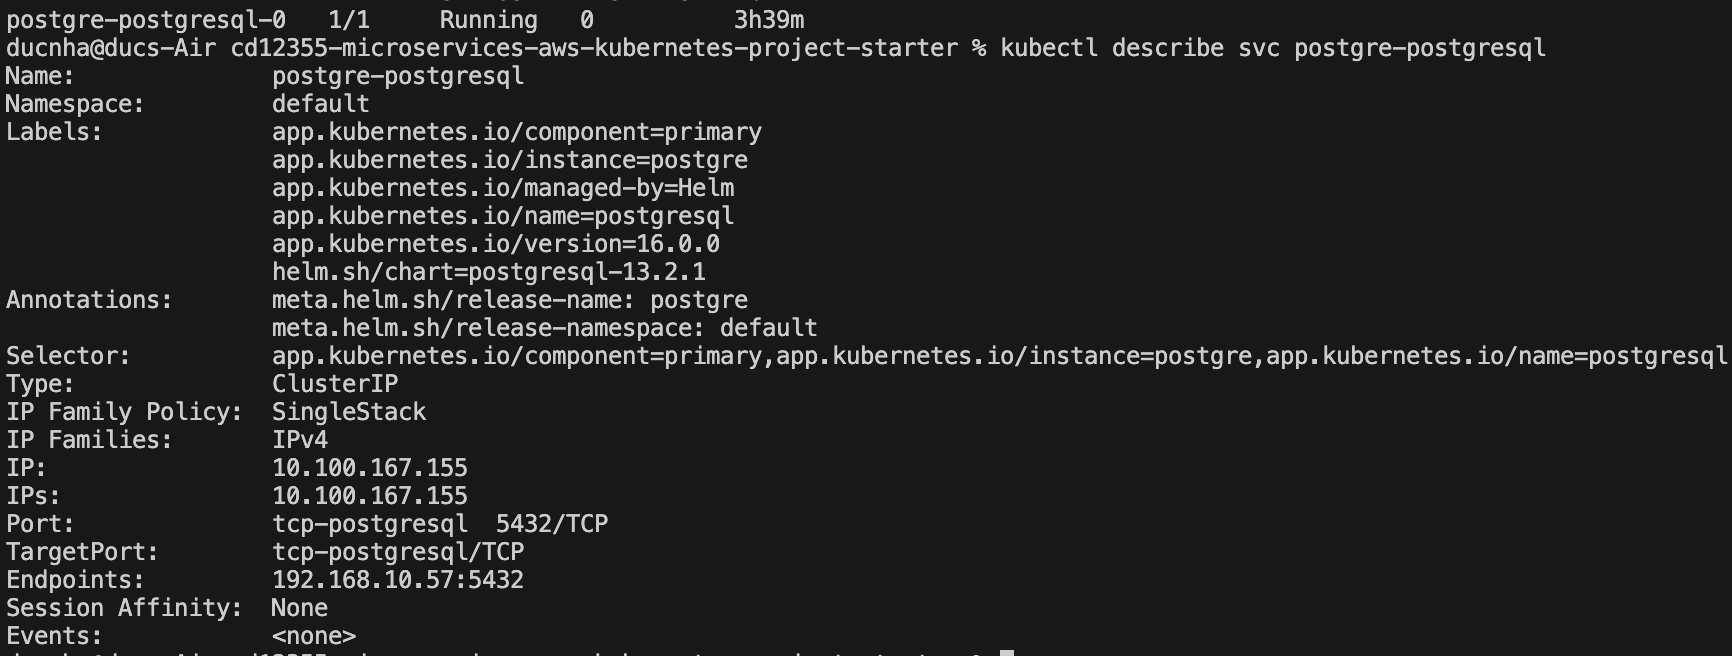 postgre-postgresql-0   1/1     Running   0          3h39m
ducnha@ducs-Air cd12355-microservices-aws-kubernetes-project-starter % kubectl describe svc postgre-postgresql
Name:              postgre-postgresql
Namespace:         default
Labels:            app.kubernetes.io/component=primary
                   app.kubernetes.io/instance=postgre
                   app.kubernetes.io/managed-by=Helm
                   app.kubernetes.io/name=postgresql
                   app.kubernetes.io/version=16.0.0
                   helm.sh/chart=postgresql-13.2.1
Annotations:       meta.helm.sh/release-name: postgre
                   meta.helm.sh/release-namespace: default
Selector:          app.kubernetes.io/component=primary,app.kubernetes.io/instance=postgre,app.kubernetes.io/name=postgresql
Type:              ClusterIP
IP Family Policy:  SingleStack
IP Families:       IPv4
IP:                10.100.167.155
IPs:               10.100.167.155
Port:              tcp-postgresql  5432/TCP
TargetPort:        tcp-postgresql/TCP
Endpoints:         192.168.10.57:5432
Session Affinity:  None
Events:            <none>